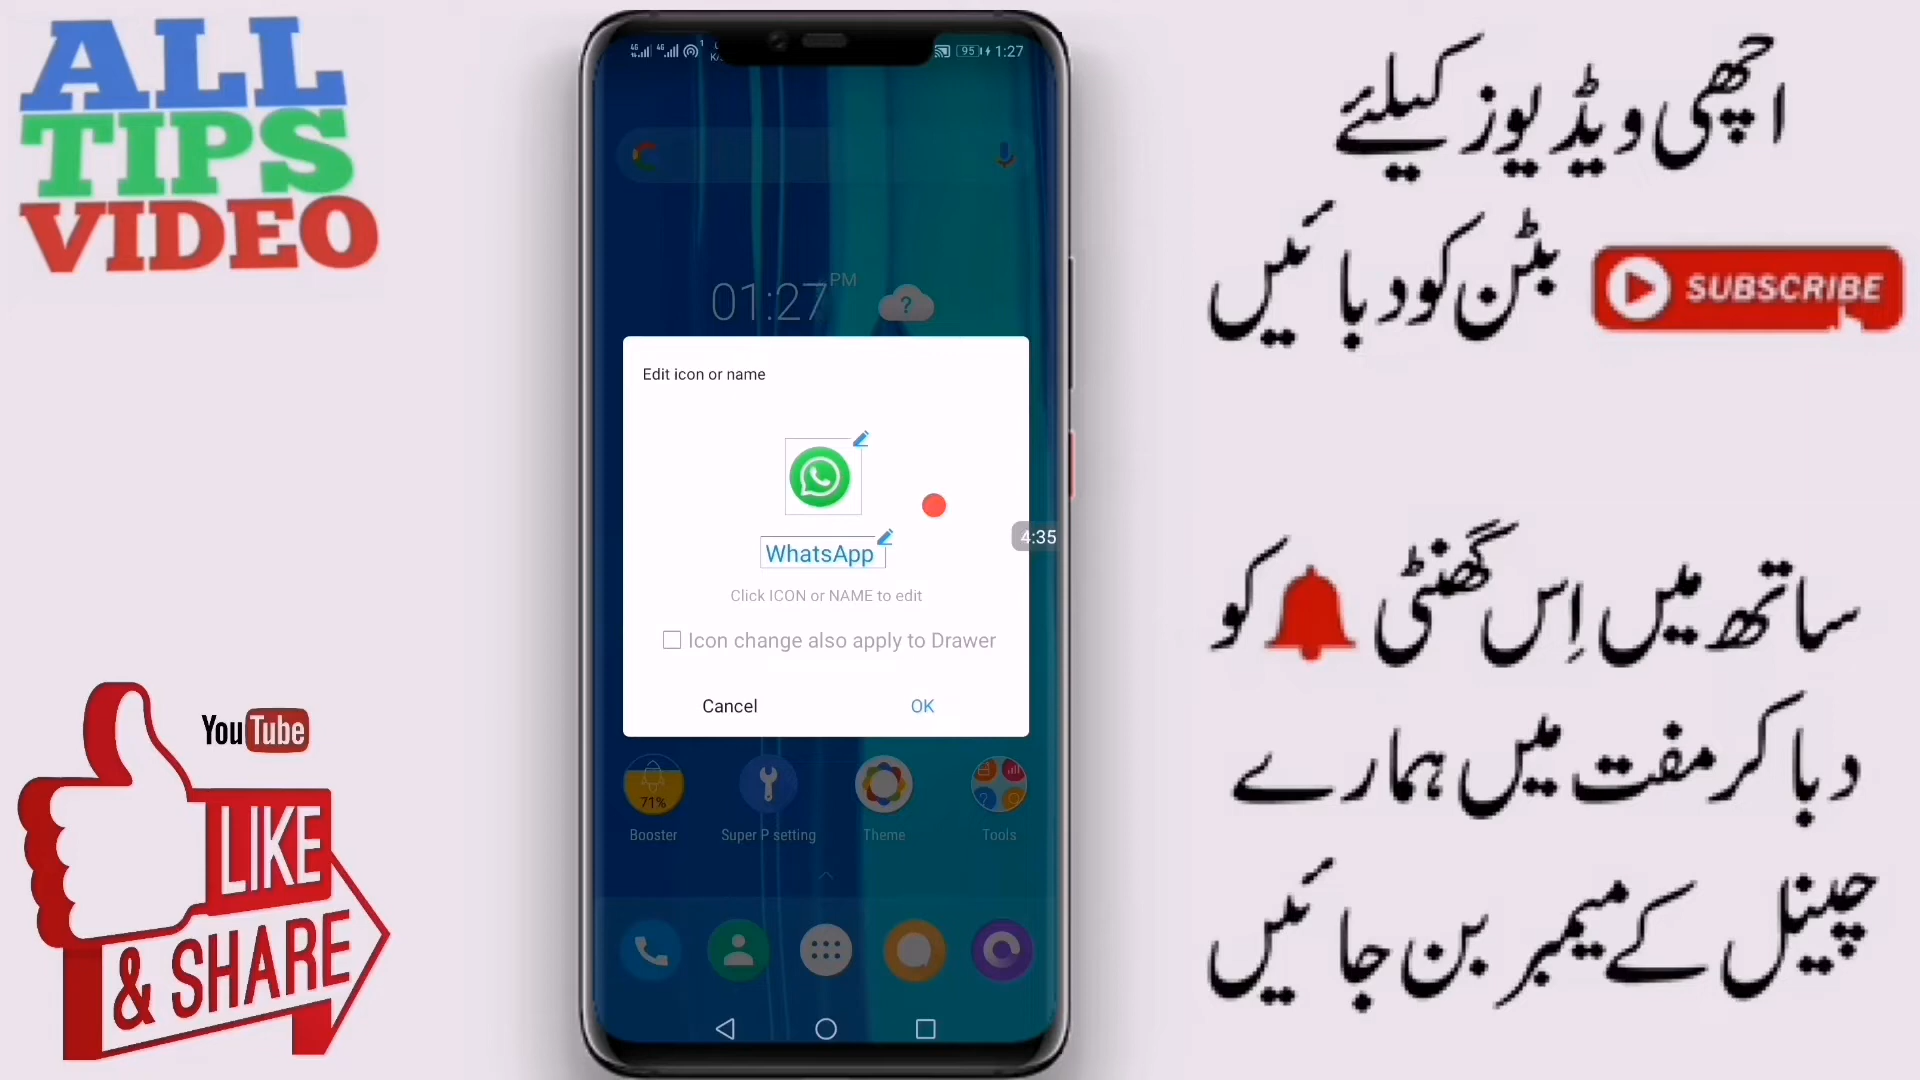 ALL
TIPS
VIDEO
1:27
95
01:27 PM
Edit icon or name
WhatsApp
Click ICON or NAME to edit
Icon change also apply to Drawer
Cancel
OK
4:35
71%
Booster
Super P setting
Theme
Tools
اچھی ویڈیوز کیلئے
بٹن کو دبائیں
SUBSCRIBE
ساتھ میں اِس گھنٹی کو
دبا کر مفت میں ہمارے
چینل کے میمبر بن جائیں
YouTube
LIKE
& SHARE